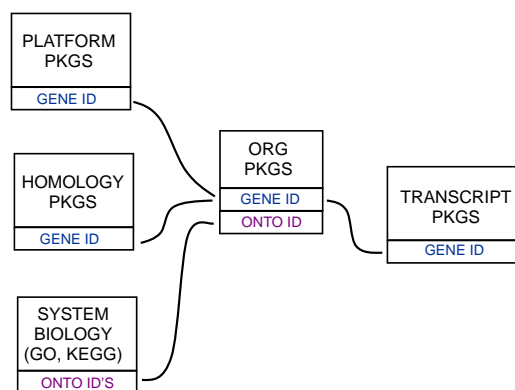 PLATFORM
PKGS
GENE ID
HOMOLOGY
PKGS
GENE ID
SYSTEM
BIOLOGY
(GO, KEGG)
ONTO ID'S
ORG
PKGS
GENE ID
ONTO ID
TRANSCRIPT
PKGS
GENE ID